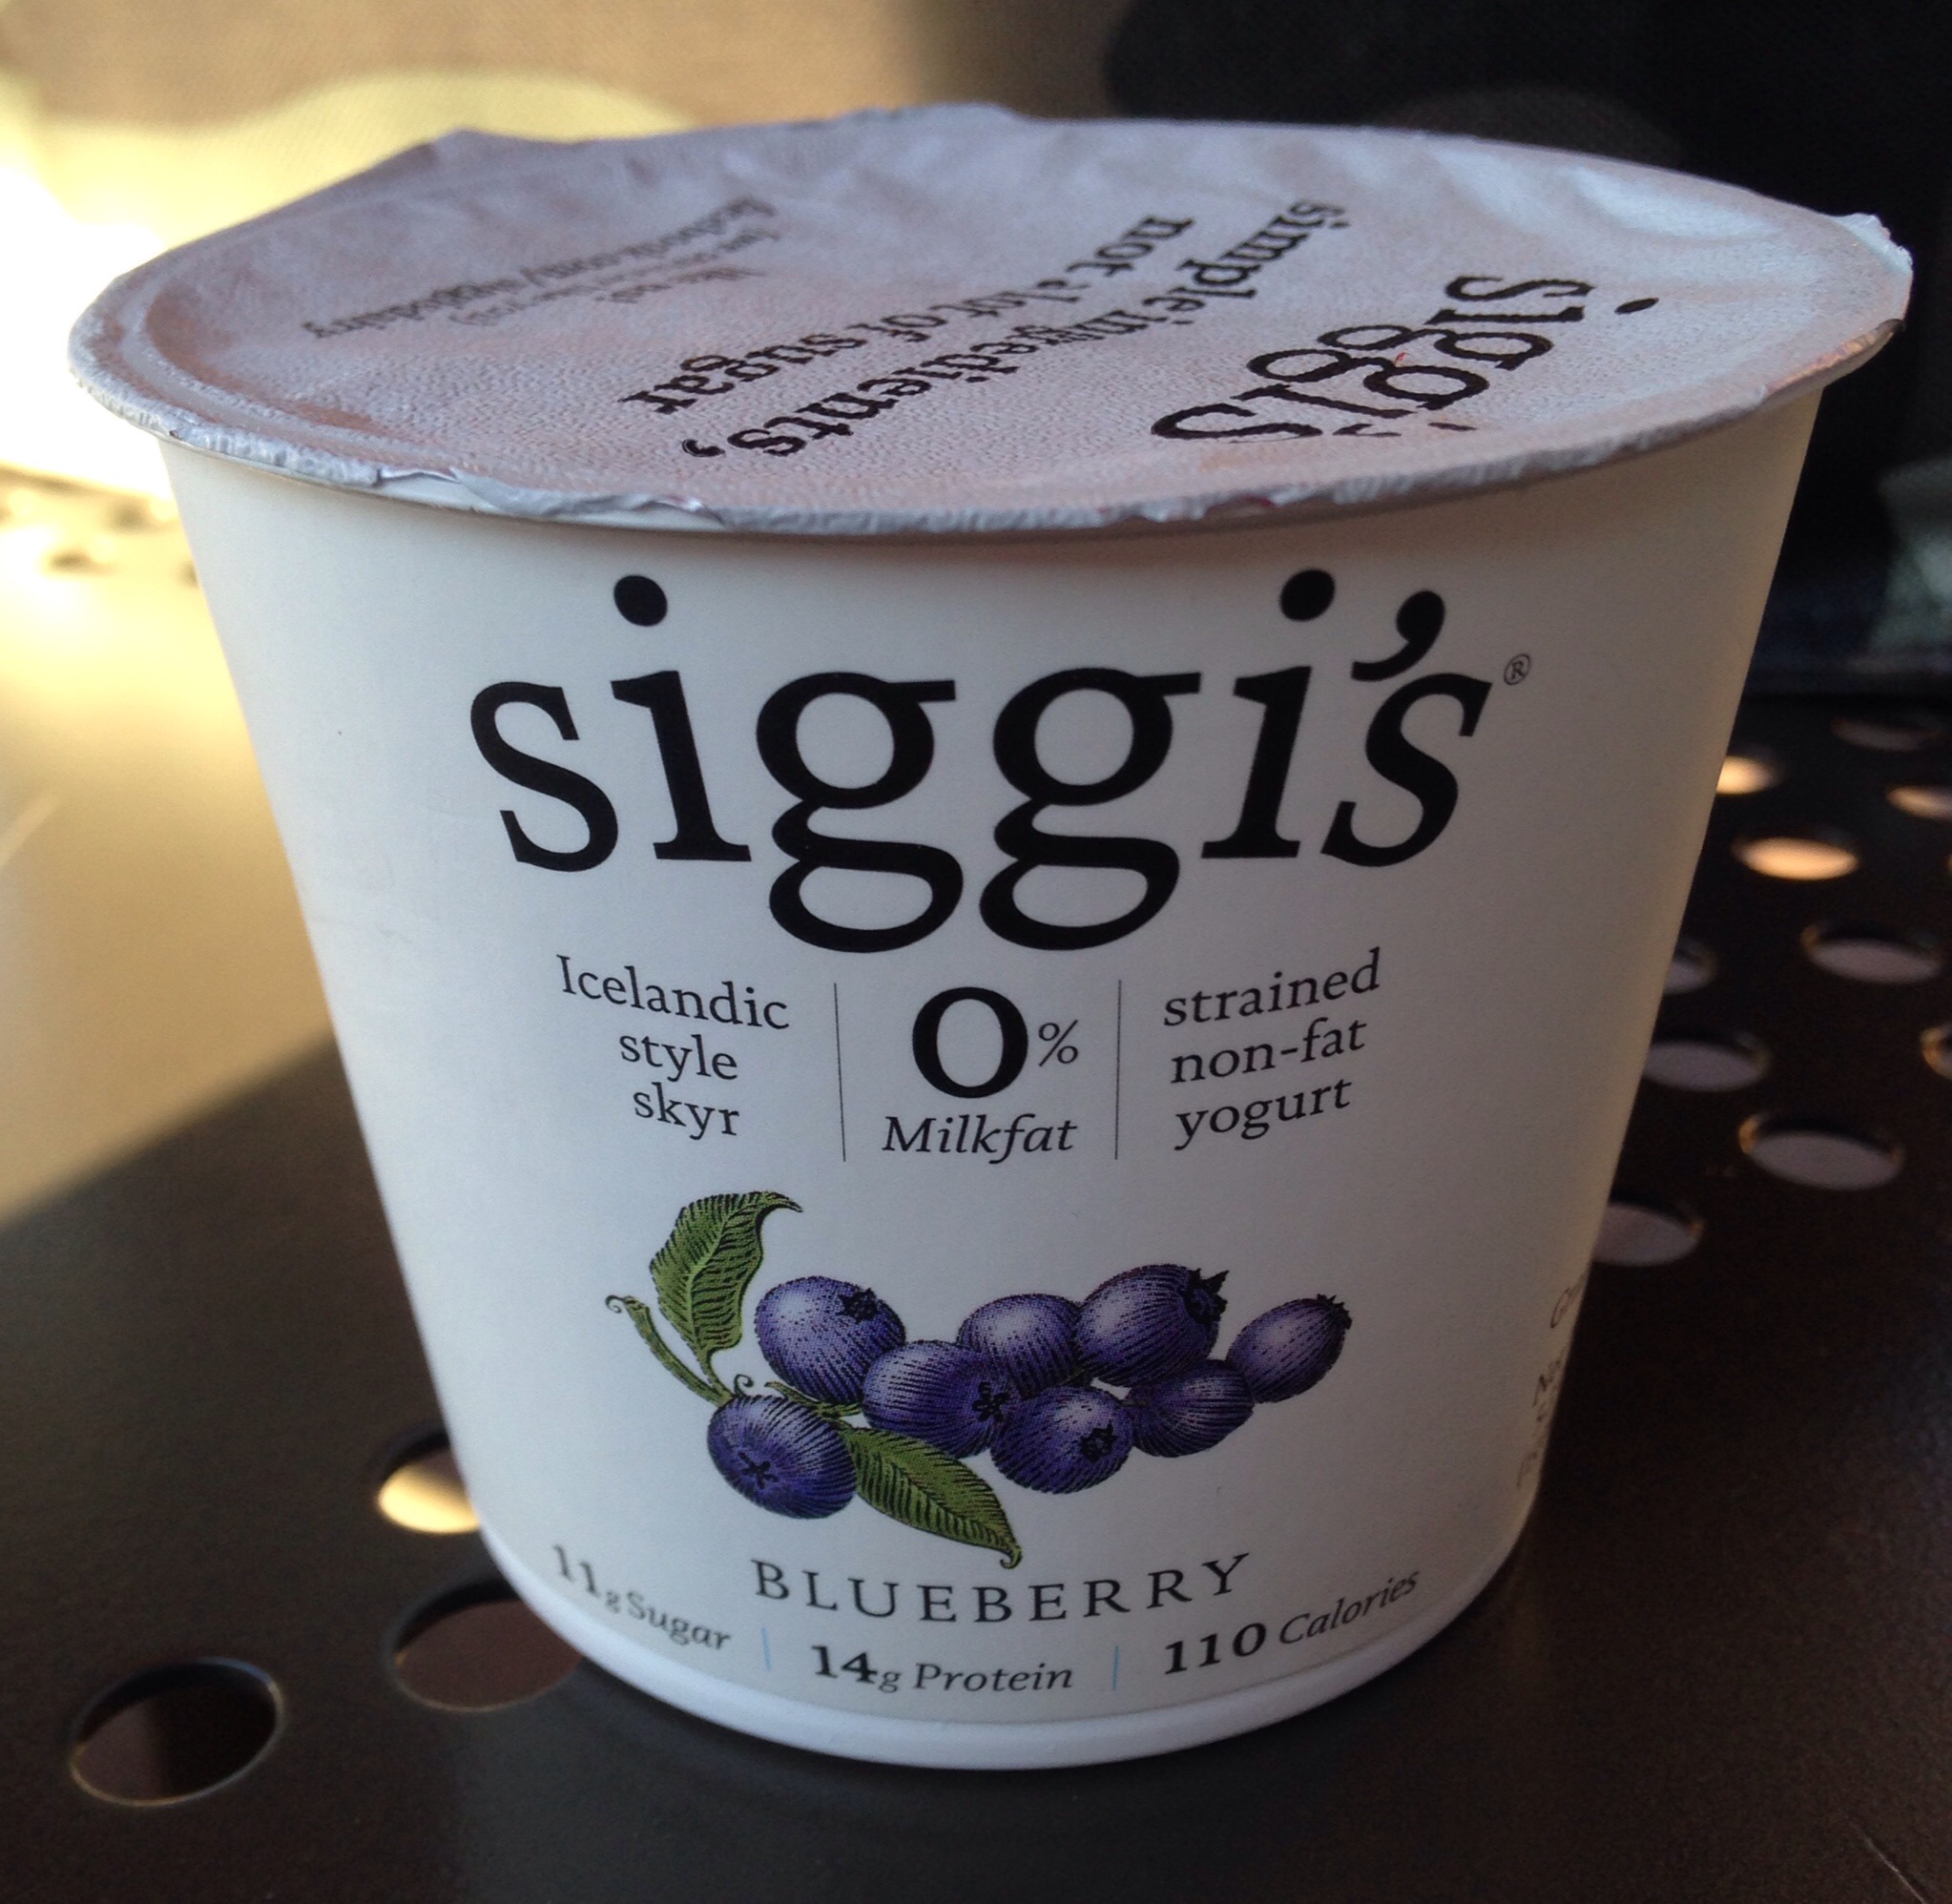 siggi's
simple ingredients,
not a lot of sugar
siggi's®
Icelandic
style
skyr
0%
Milkfat
strained
non-fat
yogurt
BLUEBERRY
11g Sugar
14g Protein
110 Calories